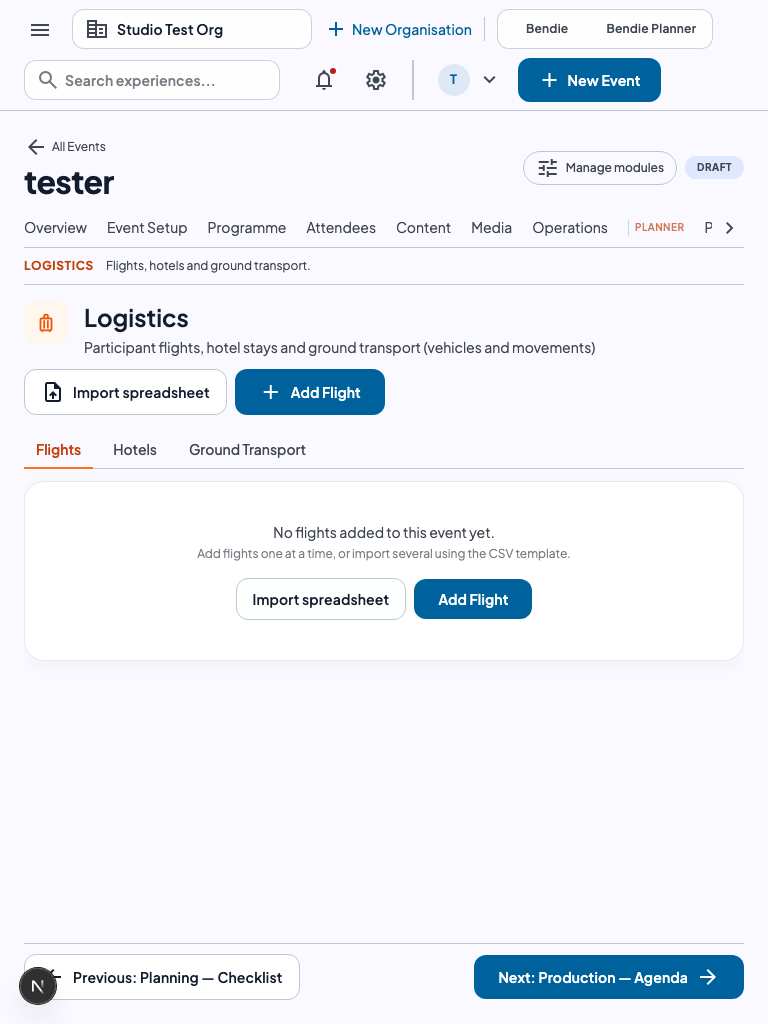 Studio Test Org
New Organisation
Bendie
Bendie Planner
Search experiences...
T
New Event
All Events
tester
Manage modules
DRAFT
Overview
Event Setup
Programme
Attendees
Content
Media
Operations
PLANNER
P
LOGISTICS
Flights, hotels and ground transport.
Logistics
Participant flights, hotel stays and ground transport (vehicles and movements)
Import spreadsheet
Add Flight
Flights
Hotels
Ground Transport
No flights added to this event yet.
Add flights one at a time, or import several using the CSV template.
Import spreadsheet
Add Flight
Previous: Planning — Checklist
Next: Production — Agenda
N